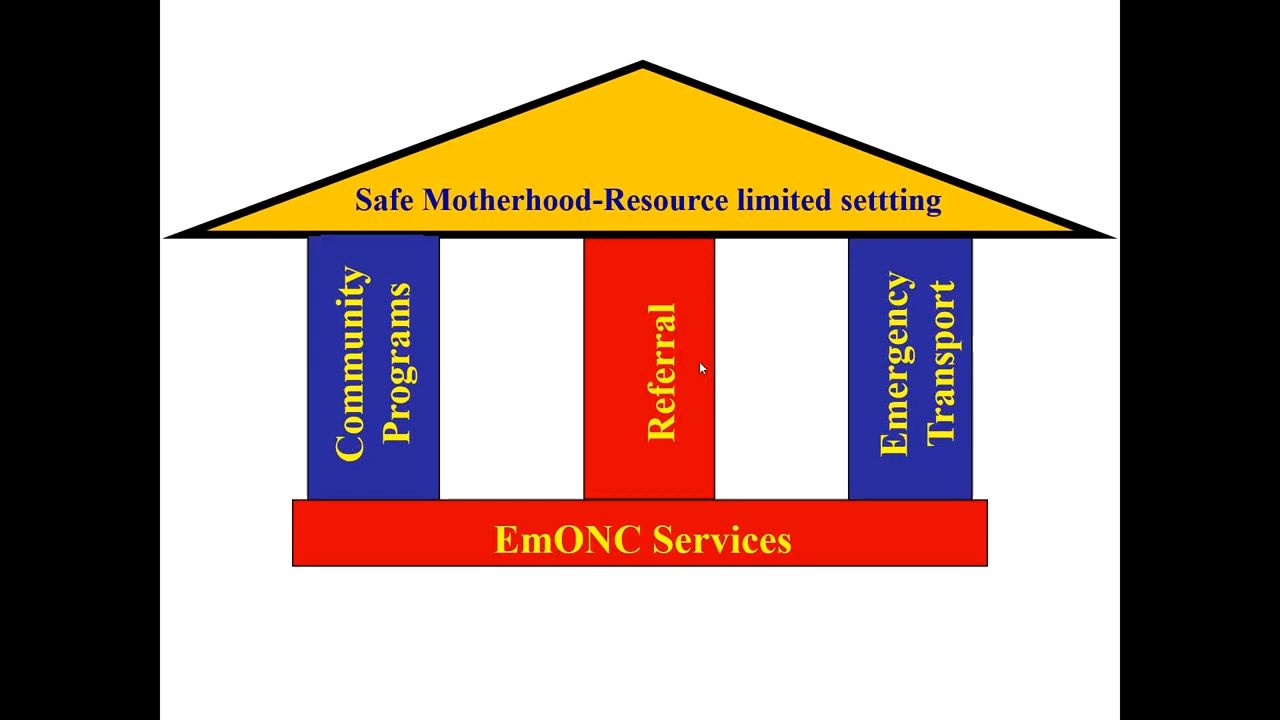 Safe Motherhood-Resource limited settting
Community
Programs
Referral
Emergency
Transport
EmONC Services